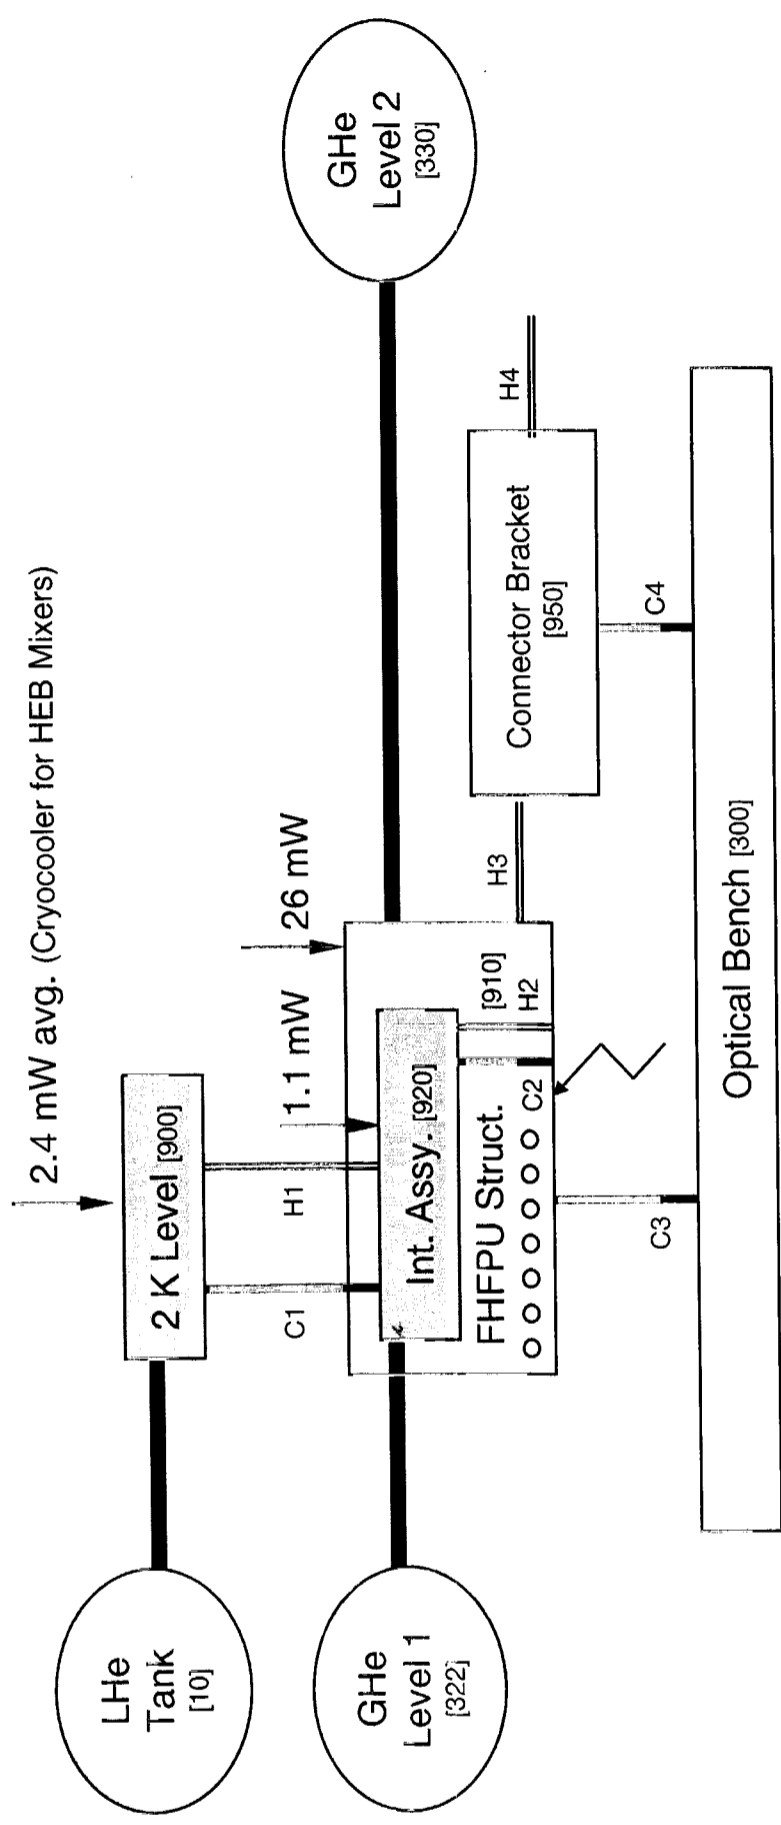 2.4 mW avg. (Cryocooler for HEB Mixers)
LHe
Tank
[10]
2 K Level [900]
C1
H1
1.1 mW
26 mW
GHe
Level 1
[322]
Int. Assy. [920]
FHFPU Struct.
[910]
C2
H2
GHe
Level 2
[330]
H3
Connector Bracket
[950]
H4
C3
C4
Optical Bench [300]